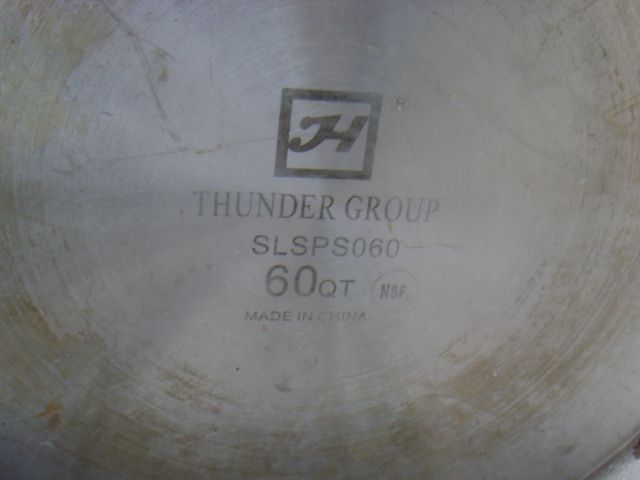 TH
®
THUNDER GROUP
SLSPS060
60QT NSF
MADE IN CHINA